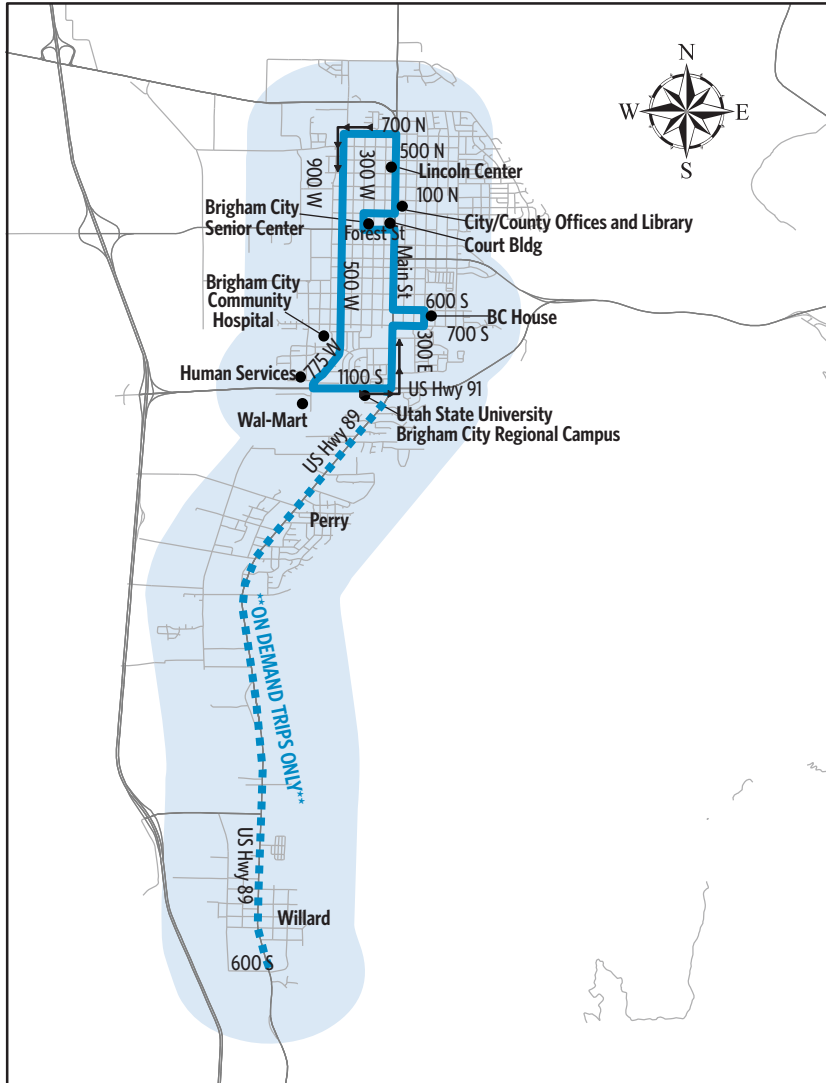 N
W
E
S
700 N
500 N
Lincoln Center
900 W
300 W
100 N
Brigham City
Senior Center
City/County Offices and Library
Forest St
Court Bldg
Main St
500 W
Brigham City
Community
Hospital
600 S
BC House
700 S
300 E
775 W
Human Services
1100 S
US Hwy 91
Wal-Mart
Utah State University
Brigham City Regional Campus
US Hwy 89
Perry
**ON DEMAND TRIPS ONLY**
US Hwy 89
Willard
600 S